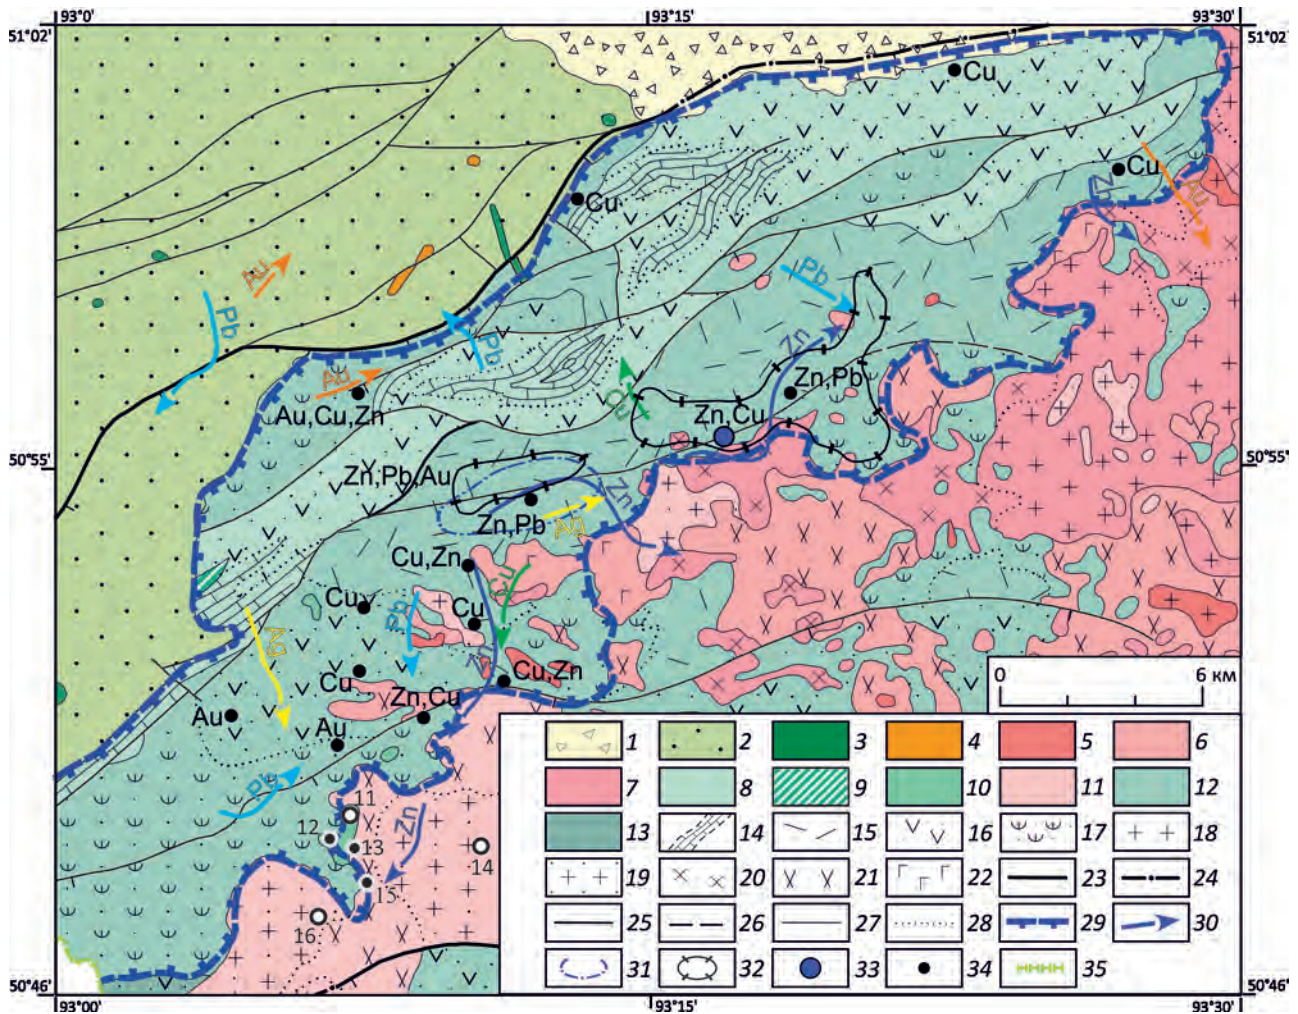 93°0' 93°15' 93°30'
51°02' 51°02'
Cu
Cu
Cu
Zn
Au
Au
Pb
Pb
Pb
Zn
Au
Au,Cu,Zn
Cu
Zn,Pb
Zn,Cu
50°55' 50°55'
Zn,Pb,Au
Zn
Zn,Pb
Ag
Cu,Zn
Cu
Cu
Pb
Cu
Ag
Zn
Cu
Cu,Zn
Au
Zn,Cu
Au
Pb
0 6 км
11
12
13
Zn
14
15
16
1 2 3 4 5 6
7 8 9 10 11 12
13 14 15 16 17 18
19 20 21 22 23 24
25 26 27 28 29 30
31 32 33 34 35
50°46' 50°46'
93°00' 93°15' 93°30'